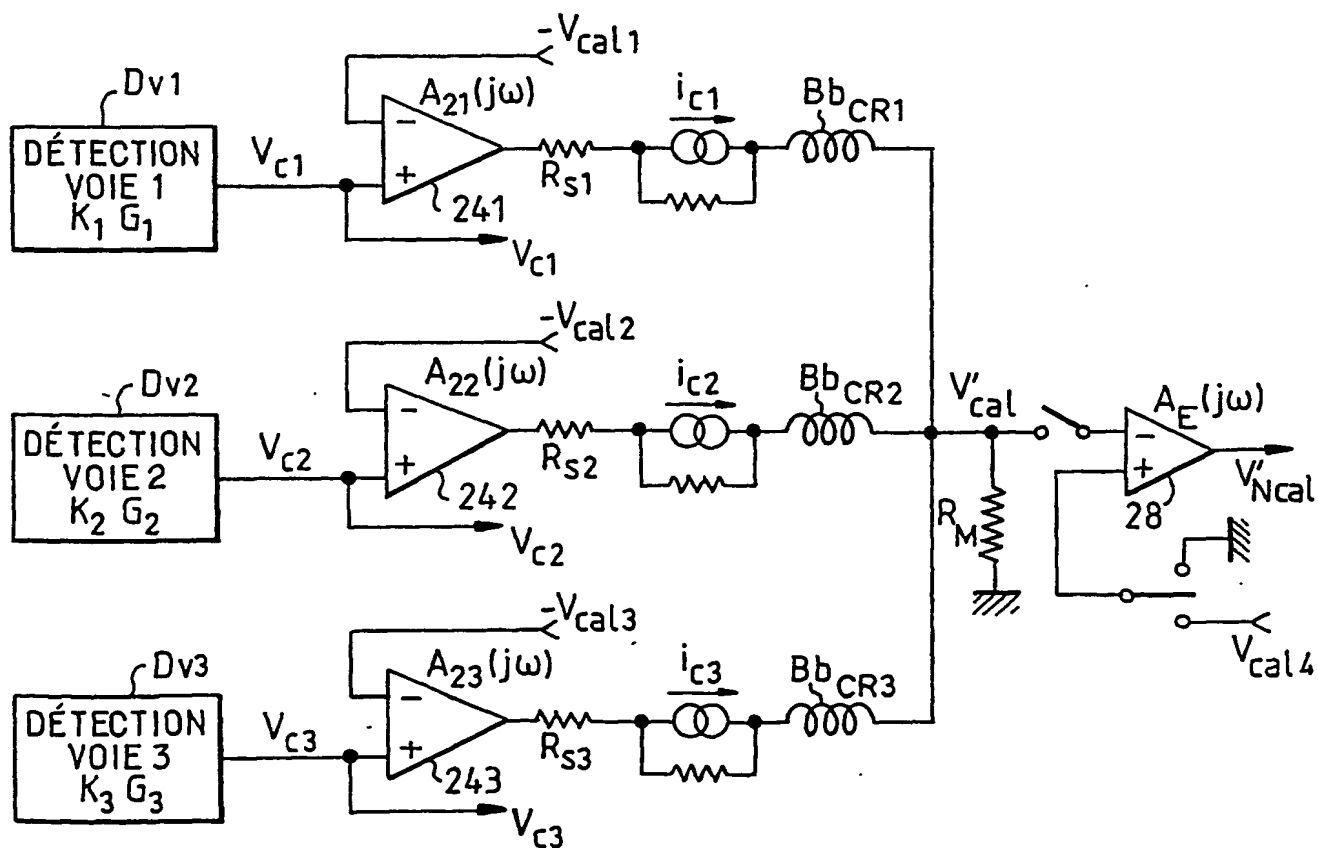 -Vcal1
Dv1
A21(jω)
ic1
BbCR1
DÉTECTION
VOIE 1
K1 G1
Vc1
−
+
241
RS1
Vc1
-Vcal2
Dv2
A22(jω)
ic2
BbCR2
DÉTECTION
VOIE 2
K2 G2
Vc2
−
+
242
RS2
Vc2
V'cal
AE(jω)
−
+
V'Ncal
28
RM
Vcal4
-Vcal3
Dv3
A23(jω)
ic3
BbCR3
DÉTECTION
VOIE 3
K3 G3
Vc3
−
+
243
RS3
Vc3